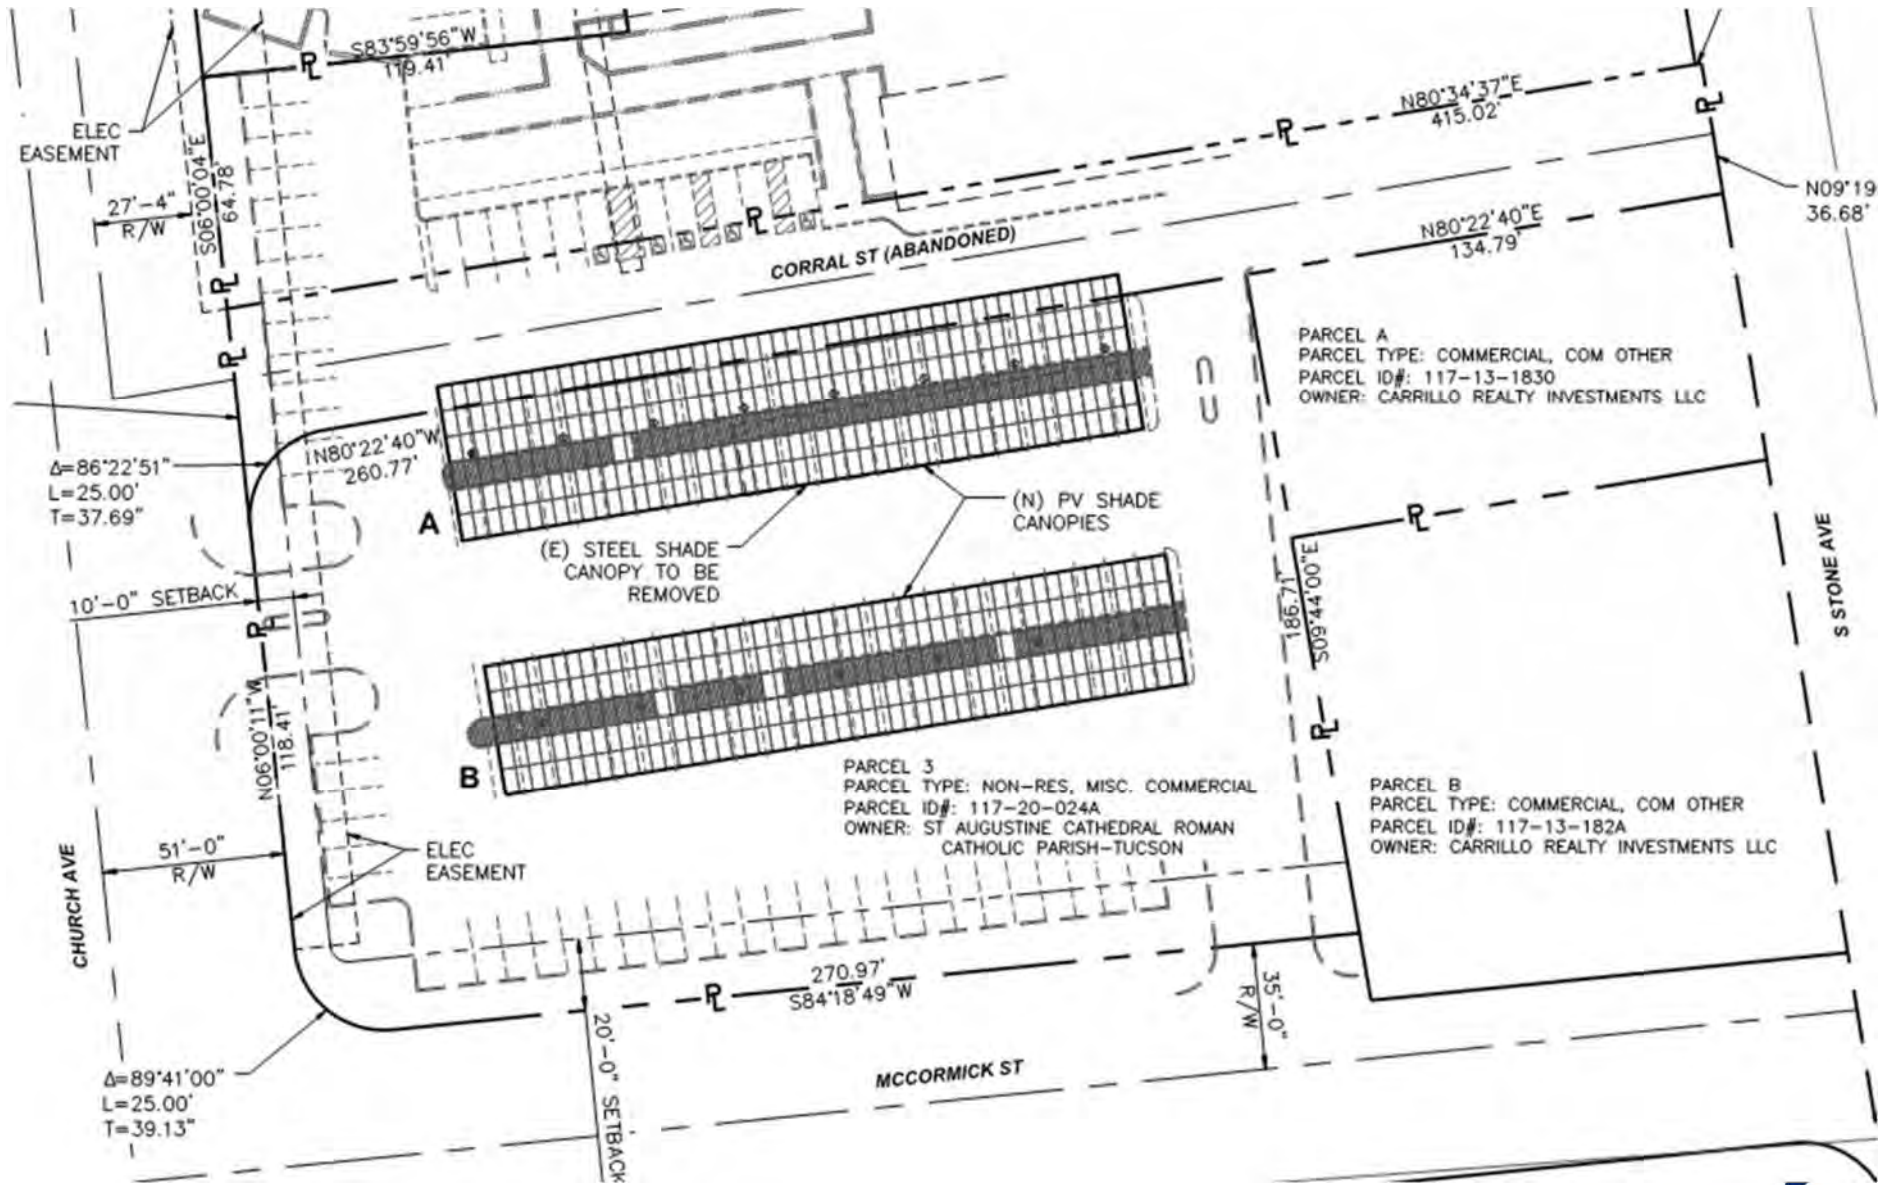 S83°59'56"W
119.41'
ELEC
EASEMENT
S06°00'04"E
64.78'
27'-4"
R/W
N80°34'37"E
415.02'
N09°19
36.68'
N80°22'40"E
134.79'
CORRAL ST (ABANDONED)
PARCEL A
PARCEL TYPE: COMMERCIAL, COM OTHER
PARCEL ID#: 117-13-1830
OWNER: CARRILLO REALTY INVESTMENTS LLC
N80°22'40"W
260.77'
Δ=86°22'51"
L=25.00'
T=37.69"
A
(N) PV SHADE
CANOPIES
(E) STEEL SHADE
CANOPY TO BE
REMOVED
10'-0" SETBACK
186.71'
S09°44'00"E
S STONE AVE
N06°00'11"W
118.41'
B
PARCEL 3
PARCEL TYPE: NON-RES, MISC. COMMERCIAL
PARCEL ID#: 117-20-024A
OWNER: ST AUGUSTINE CATHEDRAL ROMAN
CATHOLIC PARISH-TUCSON
PARCEL B
PARCEL TYPE: COMMERCIAL, COM OTHER
PARCEL ID#: 117-13-182A
OWNER: CARRILLO REALTY INVESTMENTS LLC
51'-0"
R/W
ELEC
EASEMENT
CHURCH AVE
270.97'
S84°18'49"W
35'-0"
R/W
20'-0" SETBACK
MCCORMICK ST
Δ=89°41'00"
L=25.00'
T=39.13"